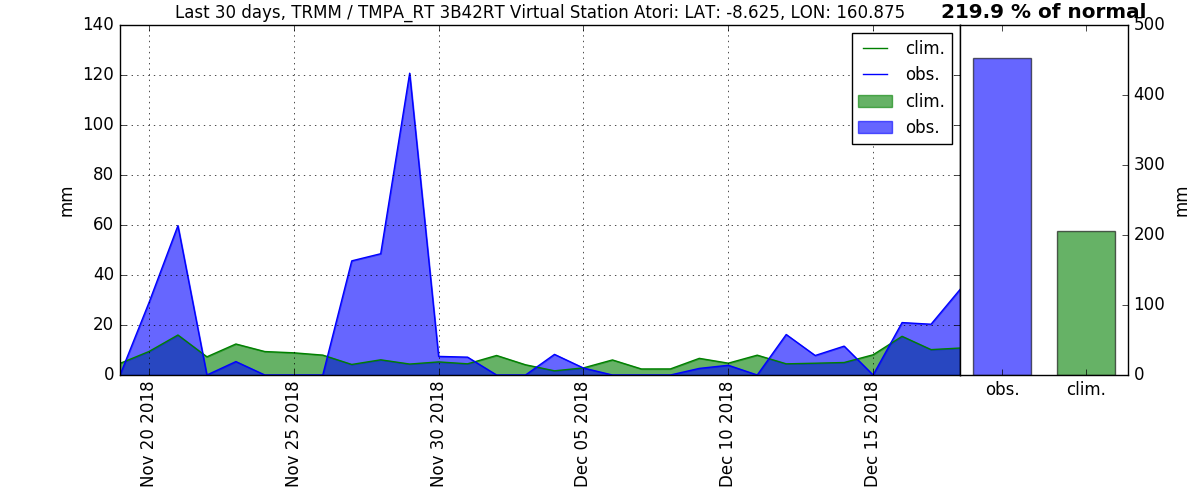 Last 30 days, TRMM / TMPA_RT 3B42RT Virtual Station Atori: LAT: -8.625, LON: 160.875
219.9 % of normal
140
120
100
80
60
40
20
0
mm
clim.
obs.
clim.
obs.
Nov 20 2018
Nov 25 2018
Nov 30 2018
Dec 05 2018
Dec 10 2018
Dec 15 2018
500
400
300
200
100
0
mm
obs.
clim.